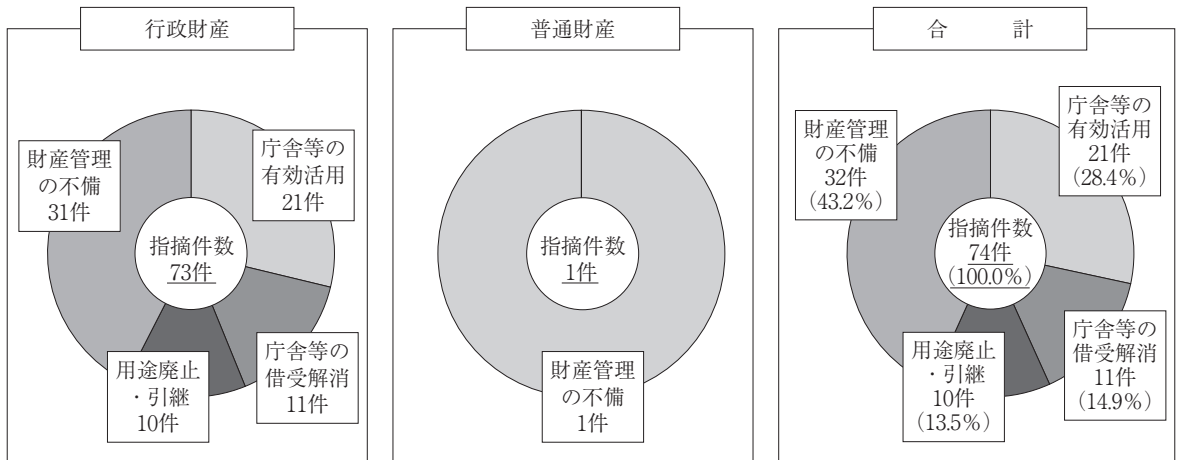 行政財産
財産管理
の不備
31件
庁舎等の
有効活用
21件
指摘件数
73件
用途廃止
・引継
10件
庁舎等の
借受解消
11件
普通財産
指摘件数
1件
財産管理
の不備
1件
合 計
財産管理
の不備
32件
(43.2%)
庁舎等の
有効活用
21件
(28.4%)
指摘件数
74件
(100.0%)
用途廃止
・引継
10件
(13.5%)
庁舎等の
借受解消
11件
(14.9%)